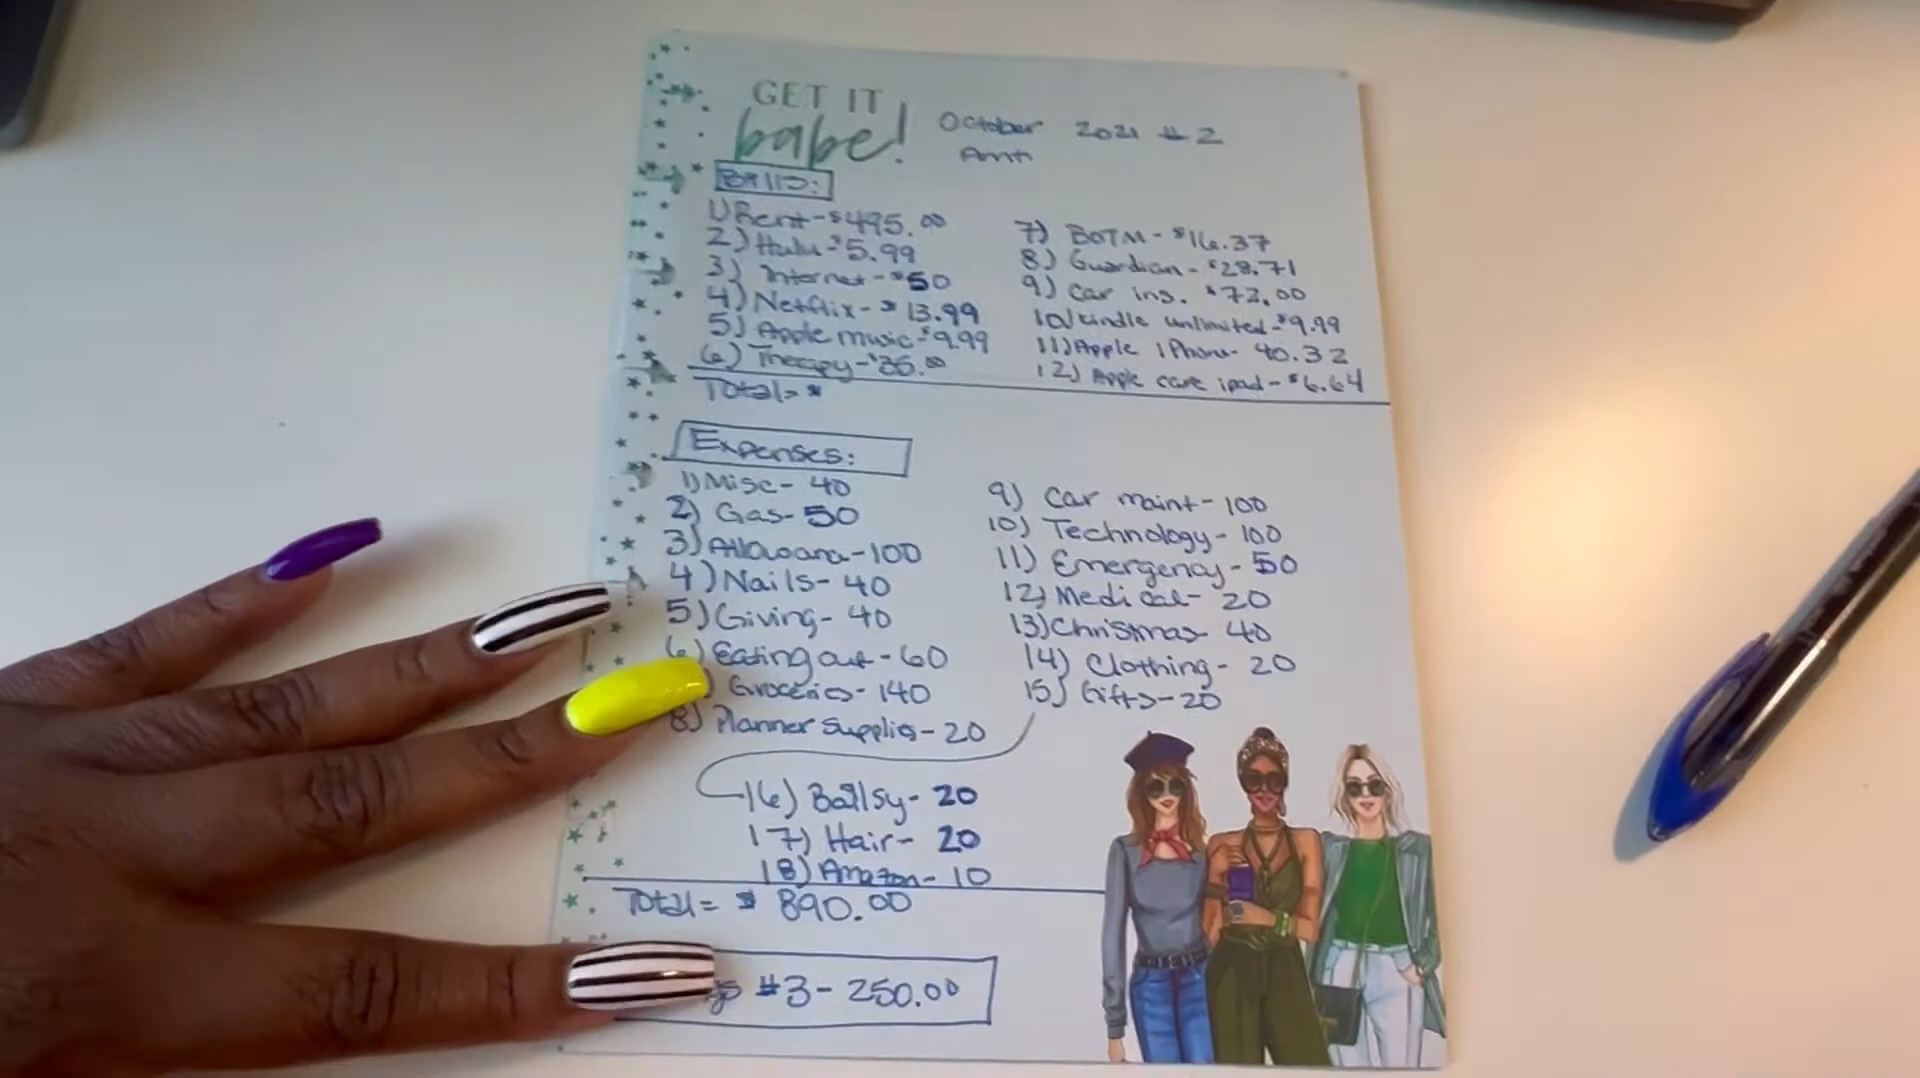 GET IT
babe!
October 2021 #2
Amt
Bills:
1) Rent-$495.00
2) Hulu-$5.99
3) Internet-$50
4) Netflix-$13.99
5) Apple music-$9.99
6) Therapy-$35.00
7) BOTM-$16.37
8) Guardian-$28.71
9) Car ins. $73.00
10) Kindle unlimited-$9.99
11) Apple iPhone- 40.32
12) Apple care ipad-$6.64
Total= $
Expenses:
1) Misc- 40
2) Gas- 50
3) -100
4) Nails- 40
5) Giving- 40
6) Eating out-60
Groceries-140
8) Planner Supplies-20
9) Car maint-100
10) Technology- 100
11) Emergency-50
12) Medical- 20
13) Christmas- 40
14) Clothing- 20
15) Gifts-20
16) Ballsy- 20
17) Hair- 20
18) Amazon- 10
Total= $ 890.00
#3- 250.00